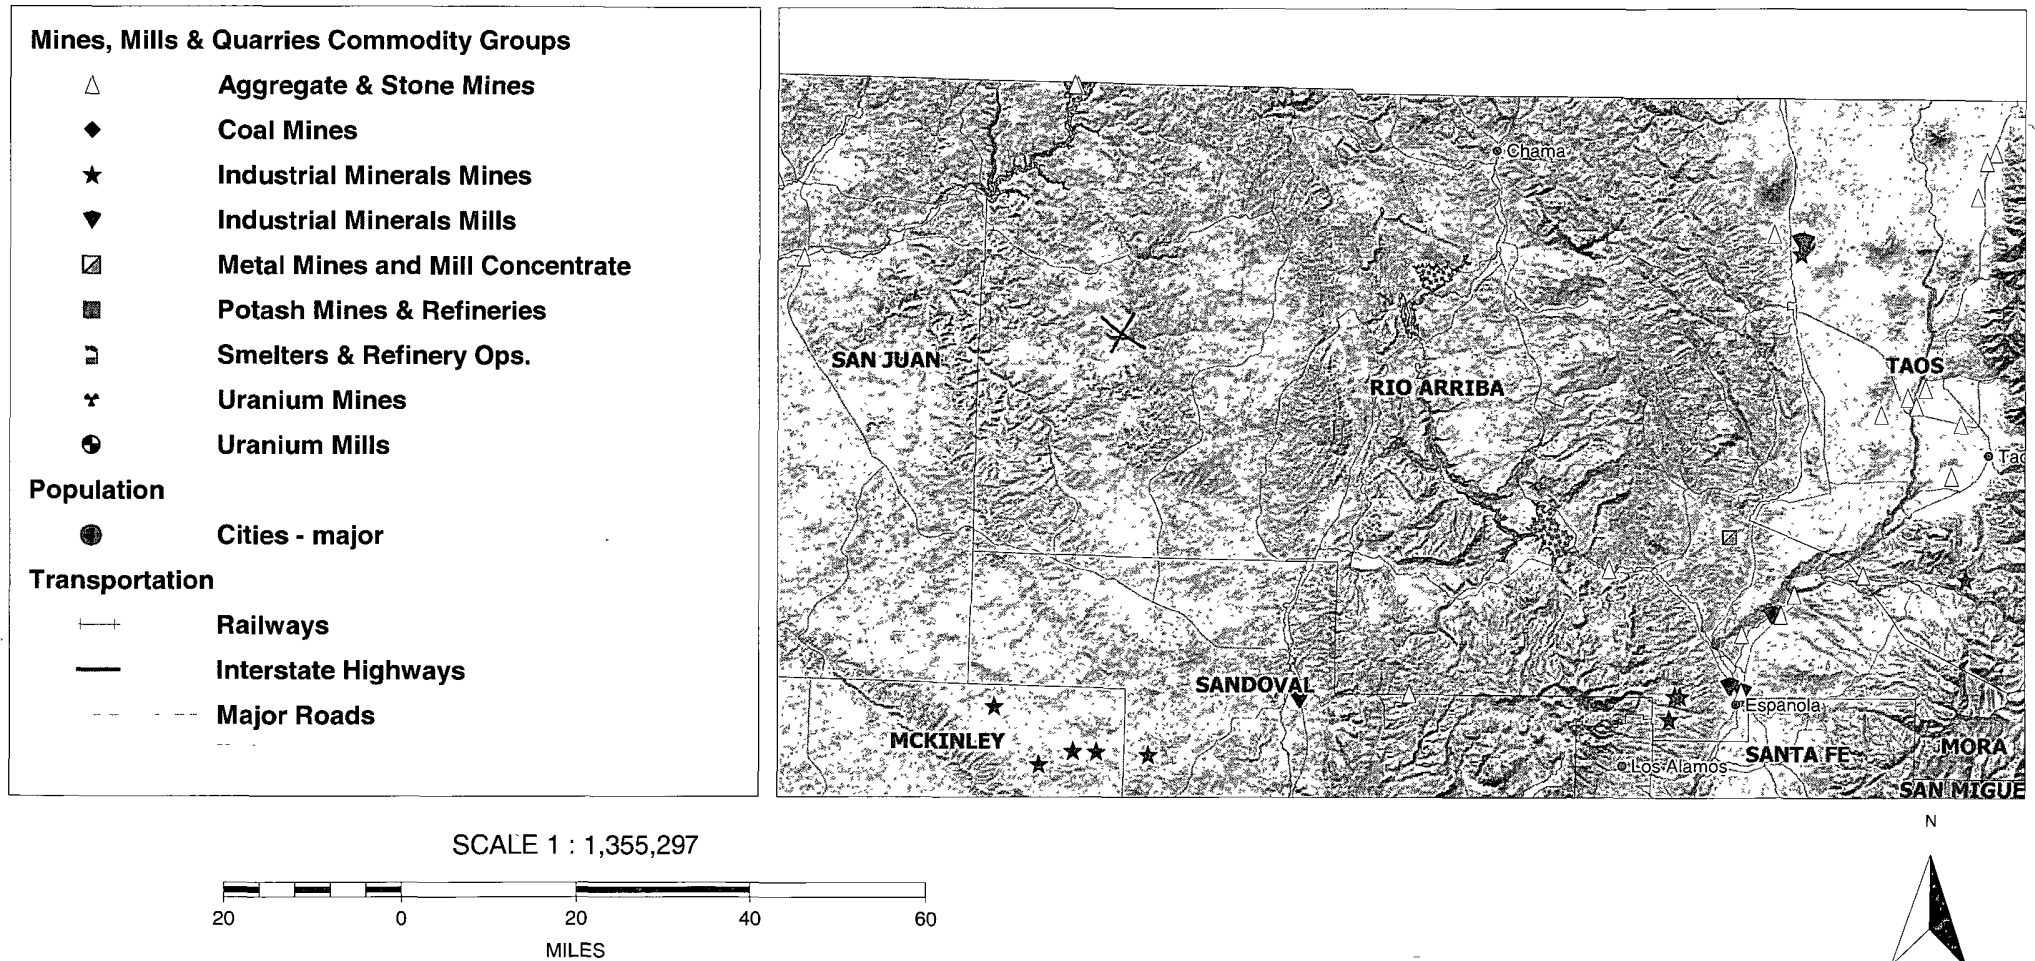 Mines, Mills & Quarries Commodity Groups
Aggregate & Stone Mines
Coal Mines
Industrial Minerals Mines
Industrial Minerals Mills
Metal Mines and Mill Concentrate
Potash Mines & Refineries
Smelters & Refinery Ops.
Uranium Mines
Uranium Mills
Population
Cities - major
Transportation
Railways
Interstate Highways
Major Roads
Chama
SAN JUAN
RIO ARRIBA
TAOS
Tao
SANDOVAL
Espanola
MCKINLEY
SANTA FE
MORA
Los Alamos
SAN MIGUE
SCALE 1 : 1,355,297
20 0 20 40 60
MILES
N